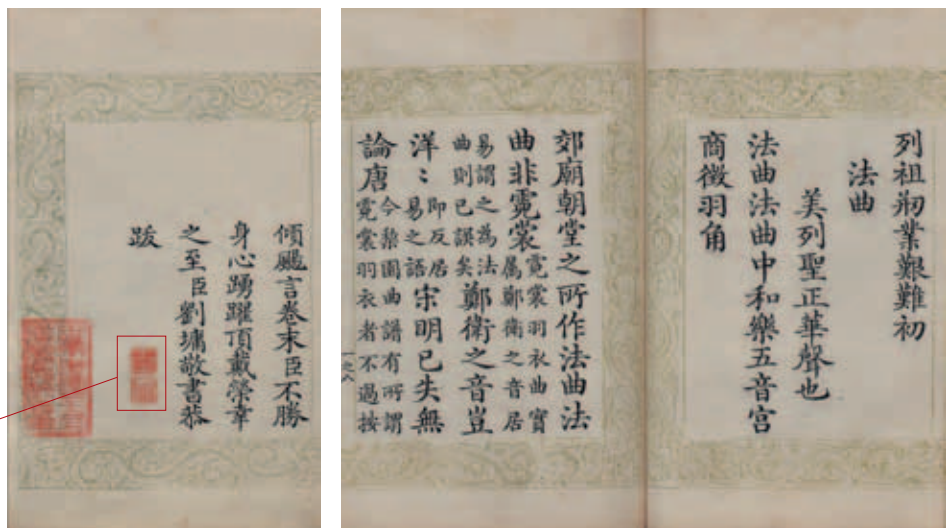 列祖刱業艱難初
法曲
美列聖正華聲也
法曲法曲中和樂五音宮
商徵羽角
郊廟朝堂之所作法曲法
曲非霓裳霓裳羽衣曲實屬鄭衛之音居
易謂之為法曲則已誤矣鄭衛之音豈
洋〻即反居易之語宋明已失無
論唐今梨園曲譜有所謂霓裳羽衣者不過按
傾颺言卷末臣不勝
身心踴躍頂戴榮幸
之至臣劉墉敬書恭
跋